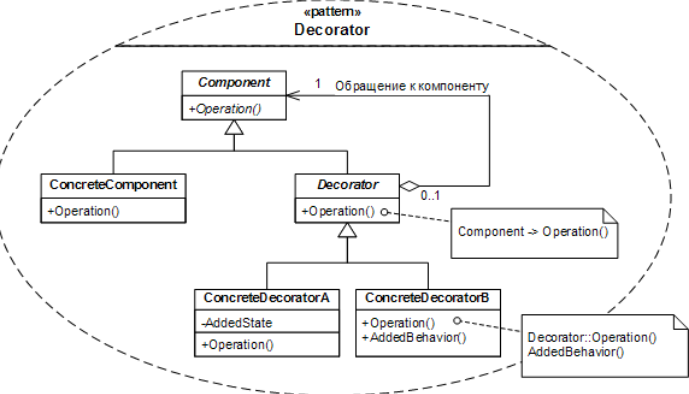 «pattern»
Decorator
Component
+Operation()
1
Обращение к компоненту
ConcreteComponent
+Operation()
Decorator
+Operation()
0..1
Component -> Operation()
ConcreteDecoratorA
-AddedState
+Operation()
ConcreteDecoratorB
+Operation()
+AddedBehavior()
Decorator::Operation()
AddedBehavior()